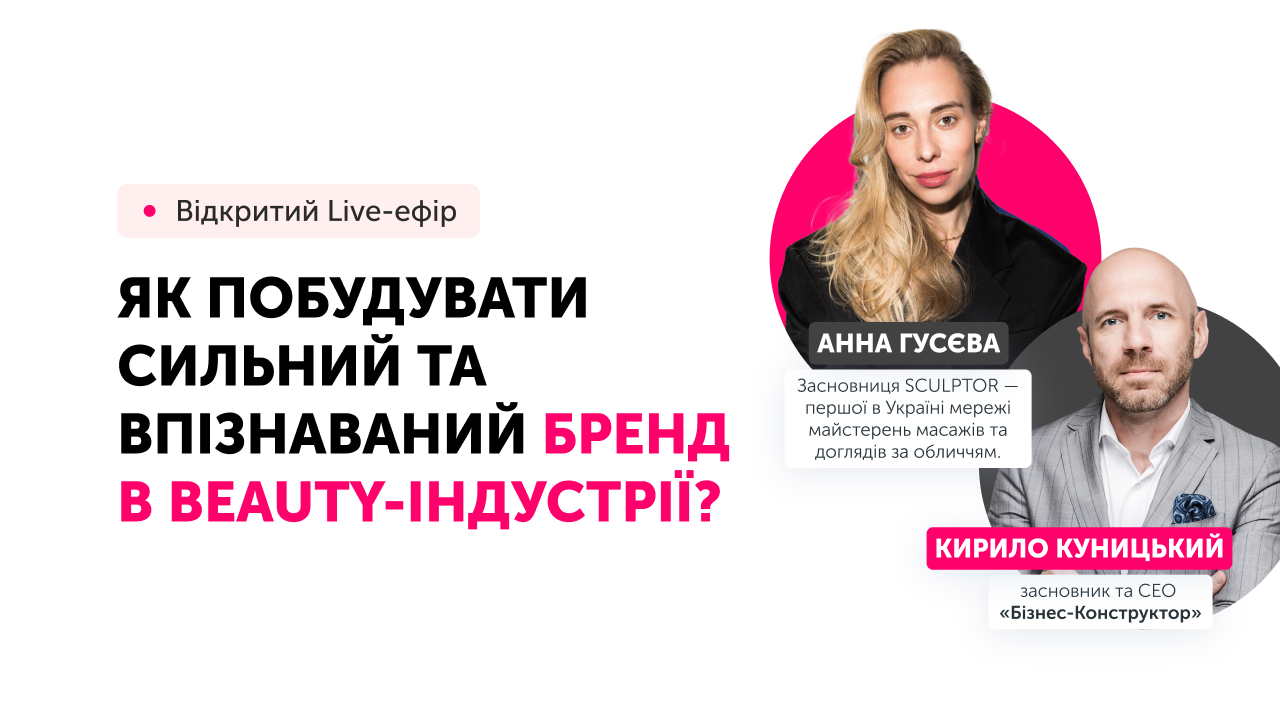 Відкритий Live-ефір
ЯК ПОБУДУВАТИ
СИЛЬНИЙ ТА
ВПІЗНАВАНИЙ БРЕНД
В BEAUTY-ІНДУСТРІЇ?
АННА ГУСЄВА
Засновниця SCULPTOR —
першої в Україні мережі
майстерень масажів та
доглядів за обличчям.
КИРИЛО КУНИЦЬКИЙ
засновник та CEO
«Бізнес-Конструктор»